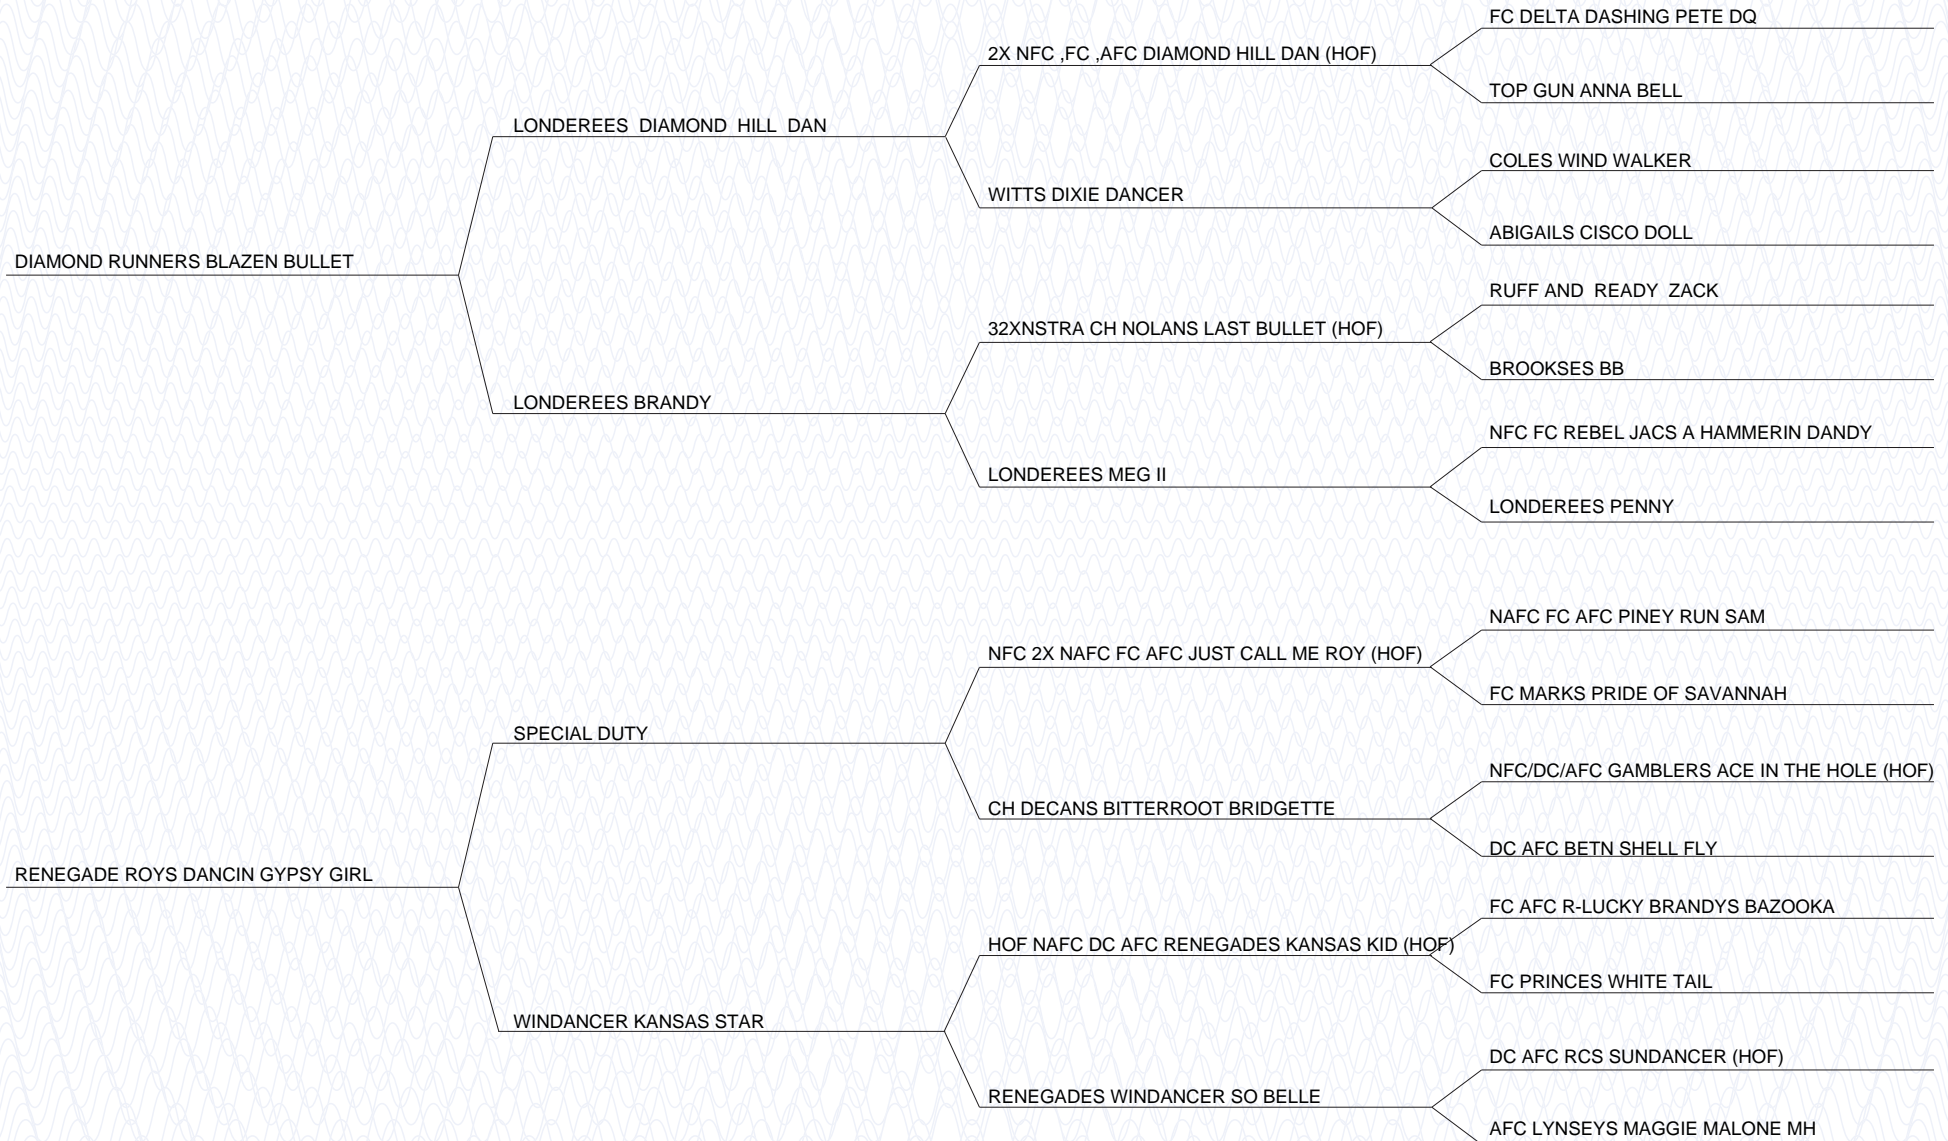 FC DELTA DASHING PETE DQ
2X NFC ,FC ,AFC DIAMOND HILL DAN (HOF)
TOP GUN ANNA BELL
LONDEREES  DIAMOND  HILL  DAN
COLES WIND WALKER
WITTS DIXIE DANCER
ABIGAILS CISCO DOLL
DIAMOND RUNNERS BLAZEN BULLET
RUFF AND  READY  ZACK
32XNSTRA CH NOLANS LAST BULLET (HOF)
BROOKSES BB
LONDEREES BRANDY
NFC FC REBEL JACS A HAMMERIN DANDY
LONDEREES MEG II
LONDEREES PENNY
NAFC FC AFC PINEY RUN SAM
NFC 2X NAFC FC AFC JUST CALL ME ROY (HOF)
FC MARKS PRIDE OF SAVANNAH
SPECIAL DUTY
NFC/DC/AFC GAMBLERS ACE IN THE HOLE (HOF)
CH DECANS BITTERROOT BRIDGETTE
DC AFC BETN SHELL FLY
RENEGADE ROYS DANCIN GYPSY GIRL
FC AFC R-LUCKY BRANDYS BAZOOKA
HOF NAFC DC AFC RENEGADES KANSAS KID (HOF)
FC PRINCES WHITE TAIL
WINDANCER KANSAS STAR
DC AFC RCS SUNDANCER (HOF)
RENEGADES WINDANCER SO BELLE
AFC LYNSEYS MAGGIE MALONE MH